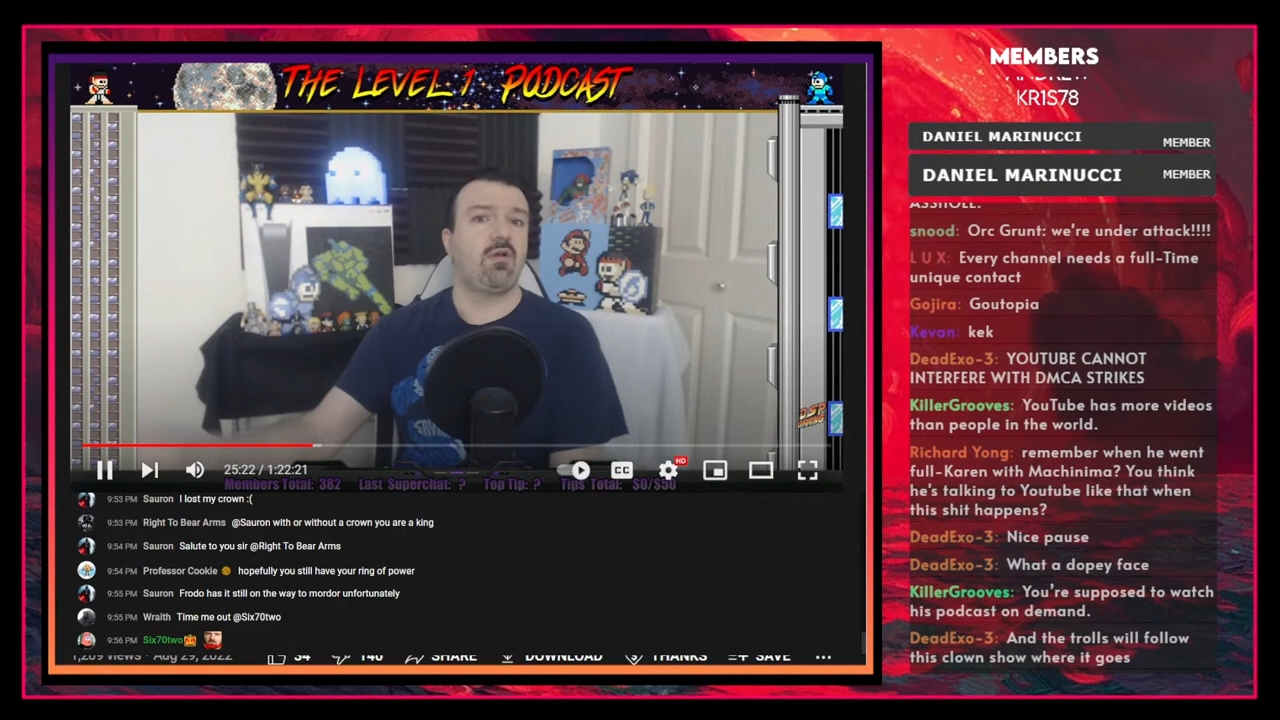 THE LEVEL 1 PODCAST
25:22 / 1:22:21
CC
HD
Members Total: 382 Last Superchat: ? Top Tip: ? Tips Total: $0/$50
9:53 PM Sauron I lost my crown :(
9:53 PM Right To Bear Arms @Sauron with or without a crown you are a king
9:54 PM Sauron Salute to you sir @Right To Bear Arms
9:54 PM Professor Cookie hopefully you still have your ring of power
9:55 PM Sauron Frodo has it still on the way to mordor unfortunately
9:55 PM Wraith Time me out @Six70two
9:56 PM Six70two
1,209 views • Aug 29, 2022 34 140 SHARE DOWNLOAD THANKS SAVE
MEMBERS
KR1S78
DANIEL MARINUCCI MEMBER
DANIEL MARINUCCI MEMBER
ASSHOLE.
snood: Orc Grunt: we're under attack!!!!
L U X: Every channel needs a full-Time
unique contact
Gojira: Goutopia
Kevan: kek
DeadExo-3: YOUTUBE CANNOT
INTERFERE WITH DMCA STRIKES
KillerGrooves: YouTube has more videos
than people in the world.
Richard Yong: remember when he went
full-Karen with Machinima? You think
he's talking to Youtube like that when
this shit happens?
DeadExo-3: Nice pause
DeadExo-3: What a dopey face
KillerGrooves: You're supposed to watch
his podcast on demand.
DeadExo-3: And the trolls will follow
this clown show where it goes